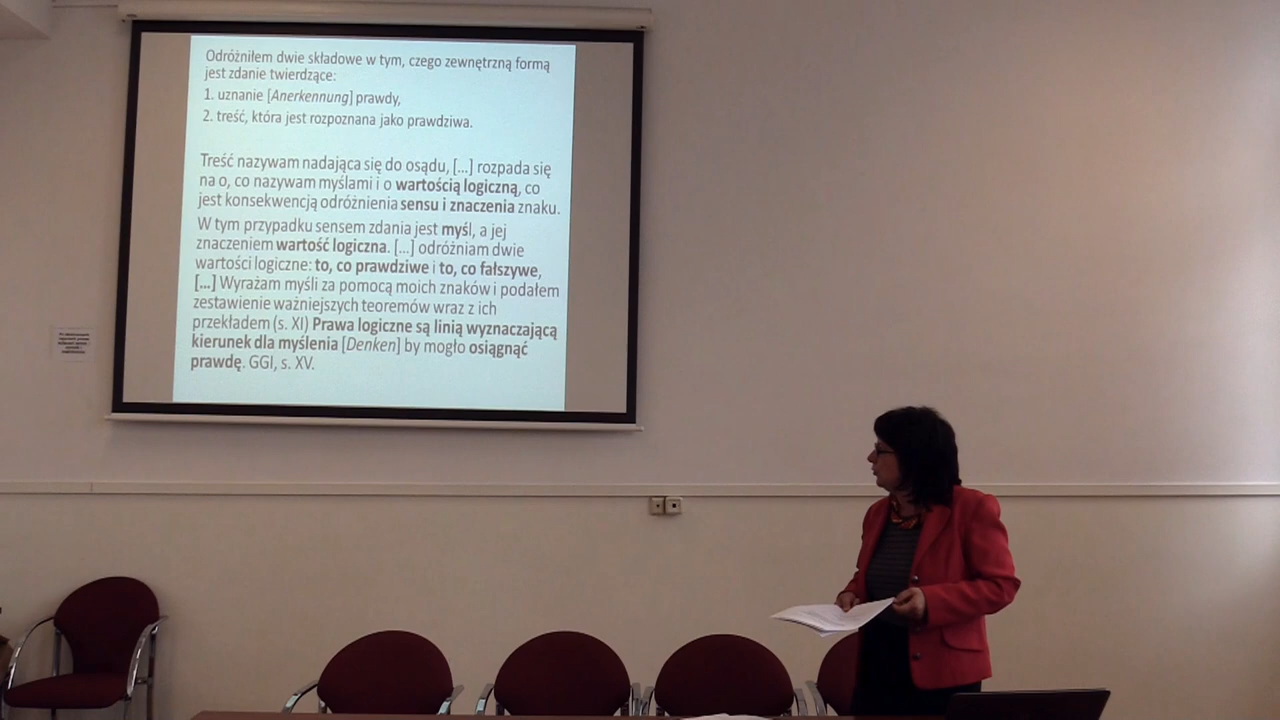 Odróżniłem dwie składowe w tym, czego zewnętrzną formą
jest zdanie twierdzące:
1. uznanie [Anerkennung] prawdy,
2. treść, która jest rozpoznana jako prawdziwa.
Treść nazywam nadająca się do osądu, [...] rozpada się
na o, co nazywam myślami i o wartością logiczną, co
jest konsekwencją odróżnienia sensu i znaczenia znaku.
W tym przypadku sensem zdania jest myśl, a jej
znaczeniem wartość logiczna. [...] odróżniam dwie
wartości logiczne: to, co prawdziwe i to, co fałszywe,
[...] Wyrażam myśli za pomocą moich znaków i podałem
zestawienie ważniejszych teoremów wraz z ich
przekładem (s. XI) Prawa logiczne są linią wyznaczającą
kierunek dla myślenia [Denken] by mogło osiągnąć
prawdę. GGI, s. XV.